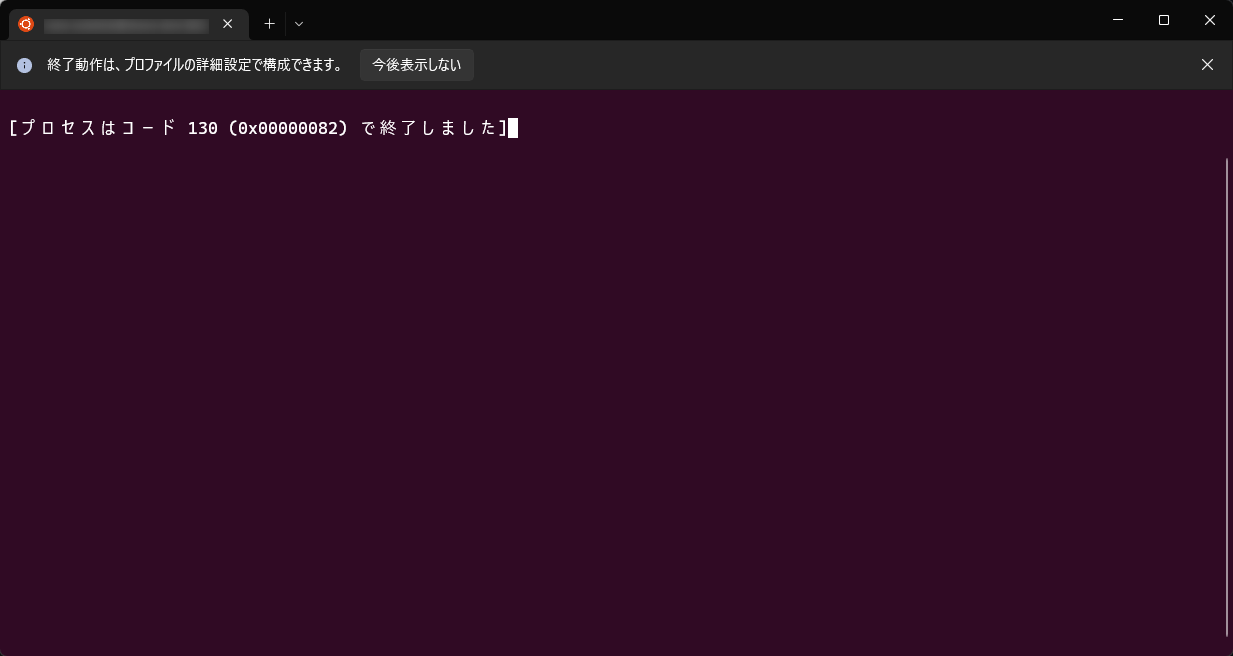 終了動作は、プロファイルの詳細設定で構成できます。 今後表示しない
[プロセスはコード 130 (0x00000082) で終了しました]